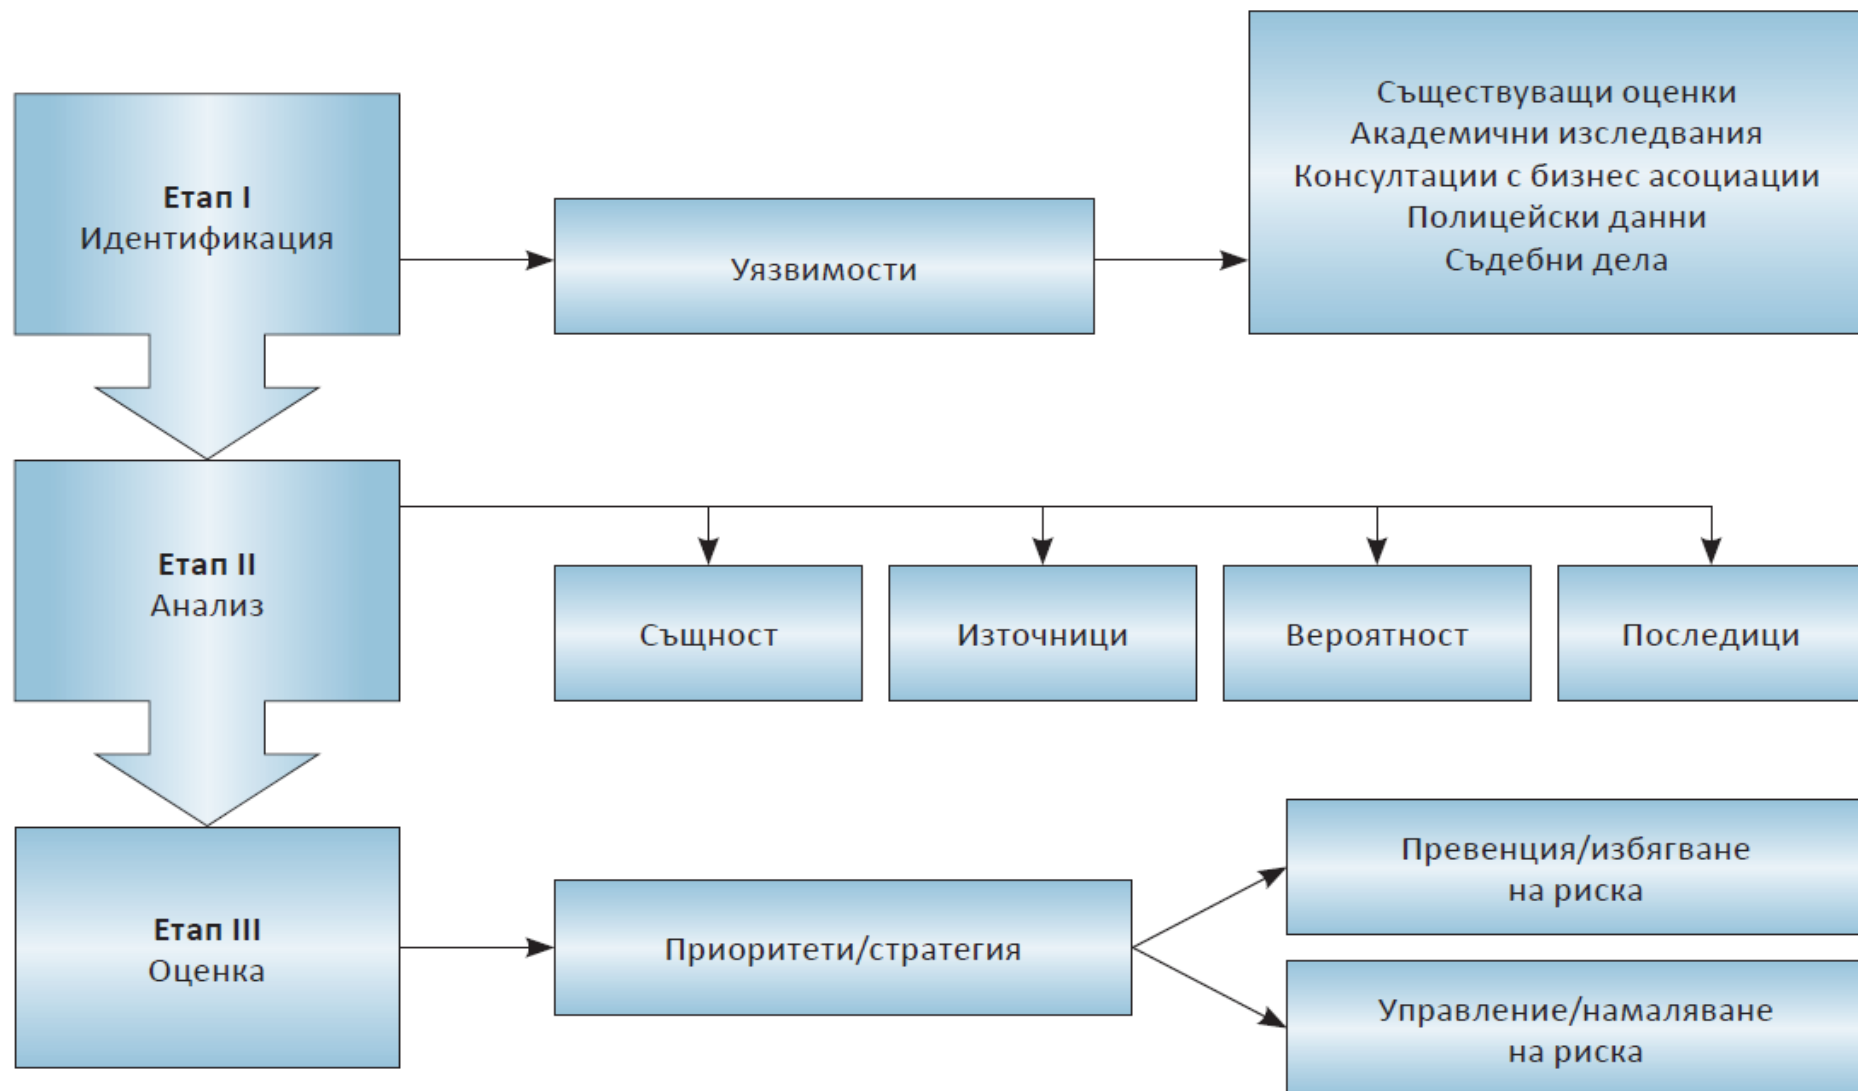 Етап I
Идентификация
Уязвимости
Съществуващи оценки
Академични изследвания
Консултации с бизнес асоциации
Полицейски данни
Съдебни дела
Етап II
Анализ
Същност
Източници
Вероятност
Последици
Етап III
Оценка
Приоритети/стратегия
Превенция/избягване
на риска
Управление/намаляване
на риска